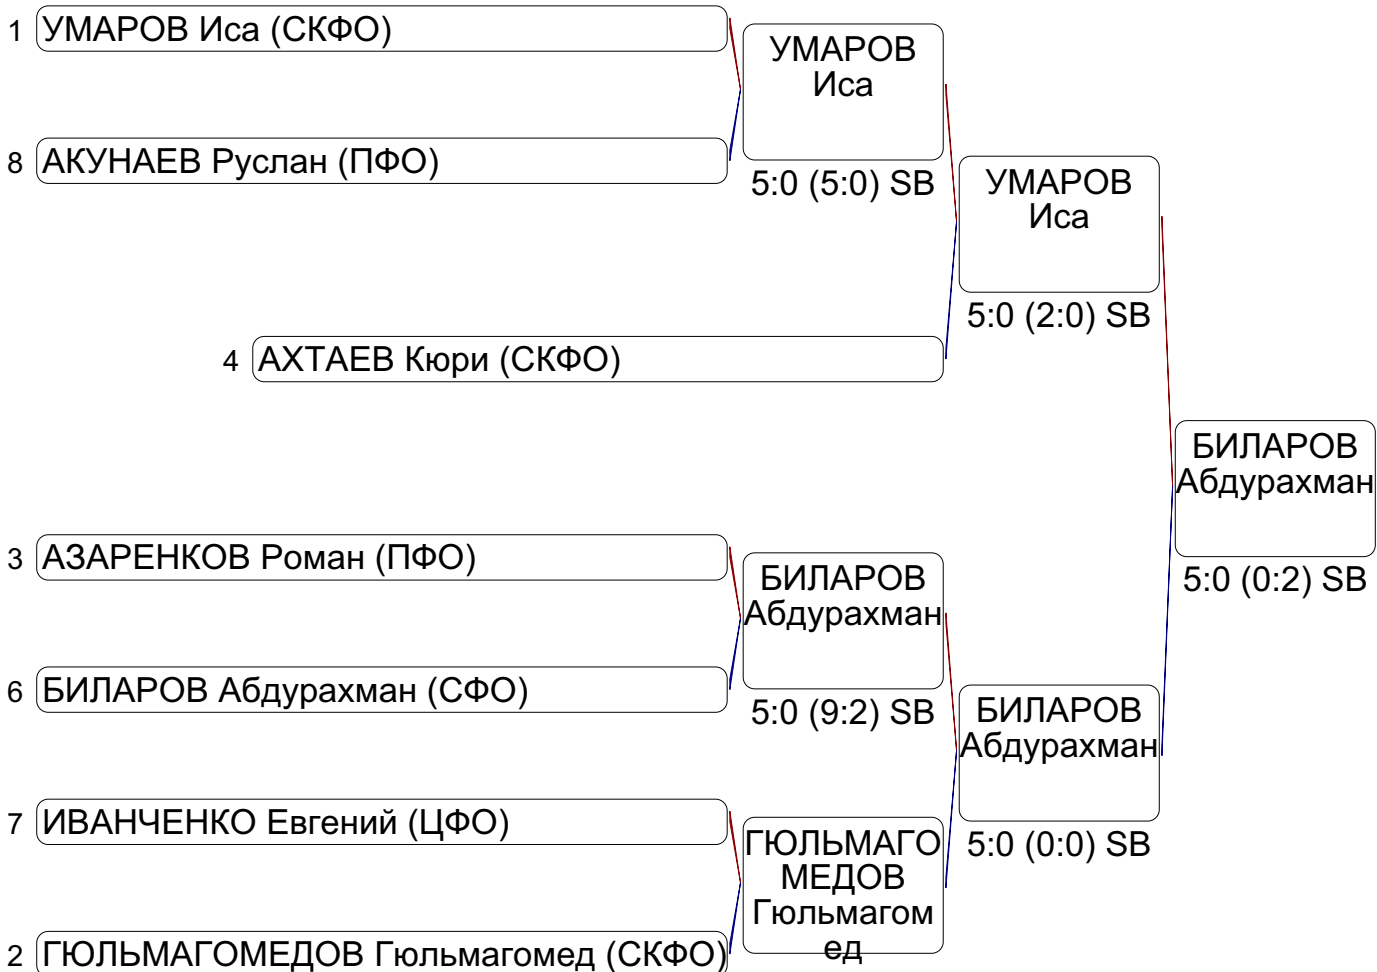 1 УМАРОВ Иса (СКФО)
УМАРОВ
Иса
8 АКУНАЕВ Руслан (ПФО)
5:0 (5:0) SB
УМАРОВ
Иса
5:0 (2:0) SB
4 АХТАЕВ Кюри (СКФО)
БИЛАРОВ
Абдурахман
5:0 (0:2) SB
3 АЗАРЕНКОВ Роман (ПФО)
БИЛАРОВ
Абдурахман
6 БИЛАРОВ Абдурахман (СФО)
5:0 (9:2) SB
БИЛАРОВ
Абдурахман
5:0 (0:0) SB
7 ИВАНЧЕНКО Евгений (ЦФО)
ГЮЛЬМАГО
МЕДОВ
Гюльмагом
ед
2 ГЮЛЬМАГОМЕДОВ Гюльмагомед (СКФО)